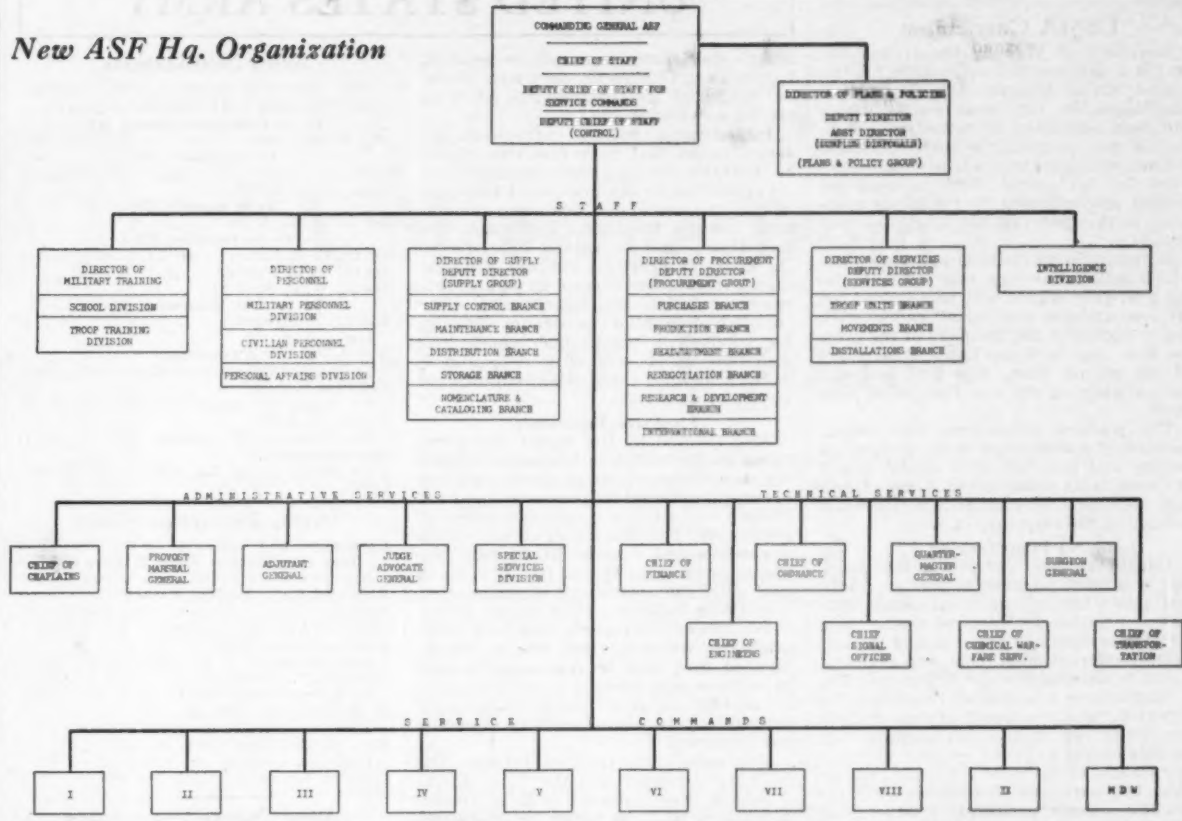 New ASF Hq. Organization
COMMANDING GENERAL ASF
CHIEF OF STAFF
DEPUTY CHIEF OF STAFF FOR
SERVICE COMMANDS
DEPUTY CHIEF OF STAFF
(CONTROL)
DIRECTOR OF PLANS & POLICIES
DEPUTY DIRECTOR
ASST DIRECTOR
(SURPLUS DISPOSALS)
(PLANS & POLICY GROUP)
STAFF
DIRECTOR OF
MILITARY TRAINING
SCHOOL DIVISION
TROOP TRAINING
DIVISION
DIRECTOR OF
PERSONNEL
MILITARY PERSONNEL
DIVISION
CIVILIAN PERSONNEL
DIVISION
PERSONAL AFFAIRS DIVISION
DIRECTOR OF SUPPLY
DEPUTY DIRECTOR
(SUPPLY GROUP)
SUPPLY CONTROL BRANCH
MAINTENANCE BRANCH
DISTRIBUTION BRANCH
STORAGE BRANCH
NOMENCLATURE &
CATALOGING BRANCH
DIRECTOR OF PROCUREMENT
DEPUTY DIRECTOR
(PROCUREMENT GROUP)
PURCHASES BRANCH
PRODUCTION BRANCH
READJUSTMENT BRANCH
RENEGOTIATION BRANCH
RESEARCH & DEVELOPMENT
BRANCH
INTERNATIONAL BRANCH
DIRECTOR OF SERVICES
DEPUTY DIRECTOR
(SERVICES GROUP)
TROOP UNITS BRANCH
MOVEMENTS BRANCH
INSTALLATIONS BRANCH
INTELLIGENCE
DIVISION
ADMINISTRATIVE SERVICES
TECHNICAL SERVICES
CHIEF OF
CHAPLAINS
PROVOST
MARSHAL
GENERAL
ADJUTANT
GENERAL
JUDGE
ADVOCATE
GENERAL
SPECIAL
SERVICES
DIVISION
CHIEF OF
FINANCE
CHIEF OF
ORDNANCE
QUARTER-
MASTER
GENERAL
SURGEON
GENERAL
CHIEF OF
ENGINEERS
CHIEF
SIGNAL
OFFICER
CHIEF OF
CHEMICAL WAR-
FARE SERV.
CHIEF OF
TRANSPOR-
TATION
SERVICE COMMANDS
I
II
III
IV
V
VI
VII
VIII
IX
MDW